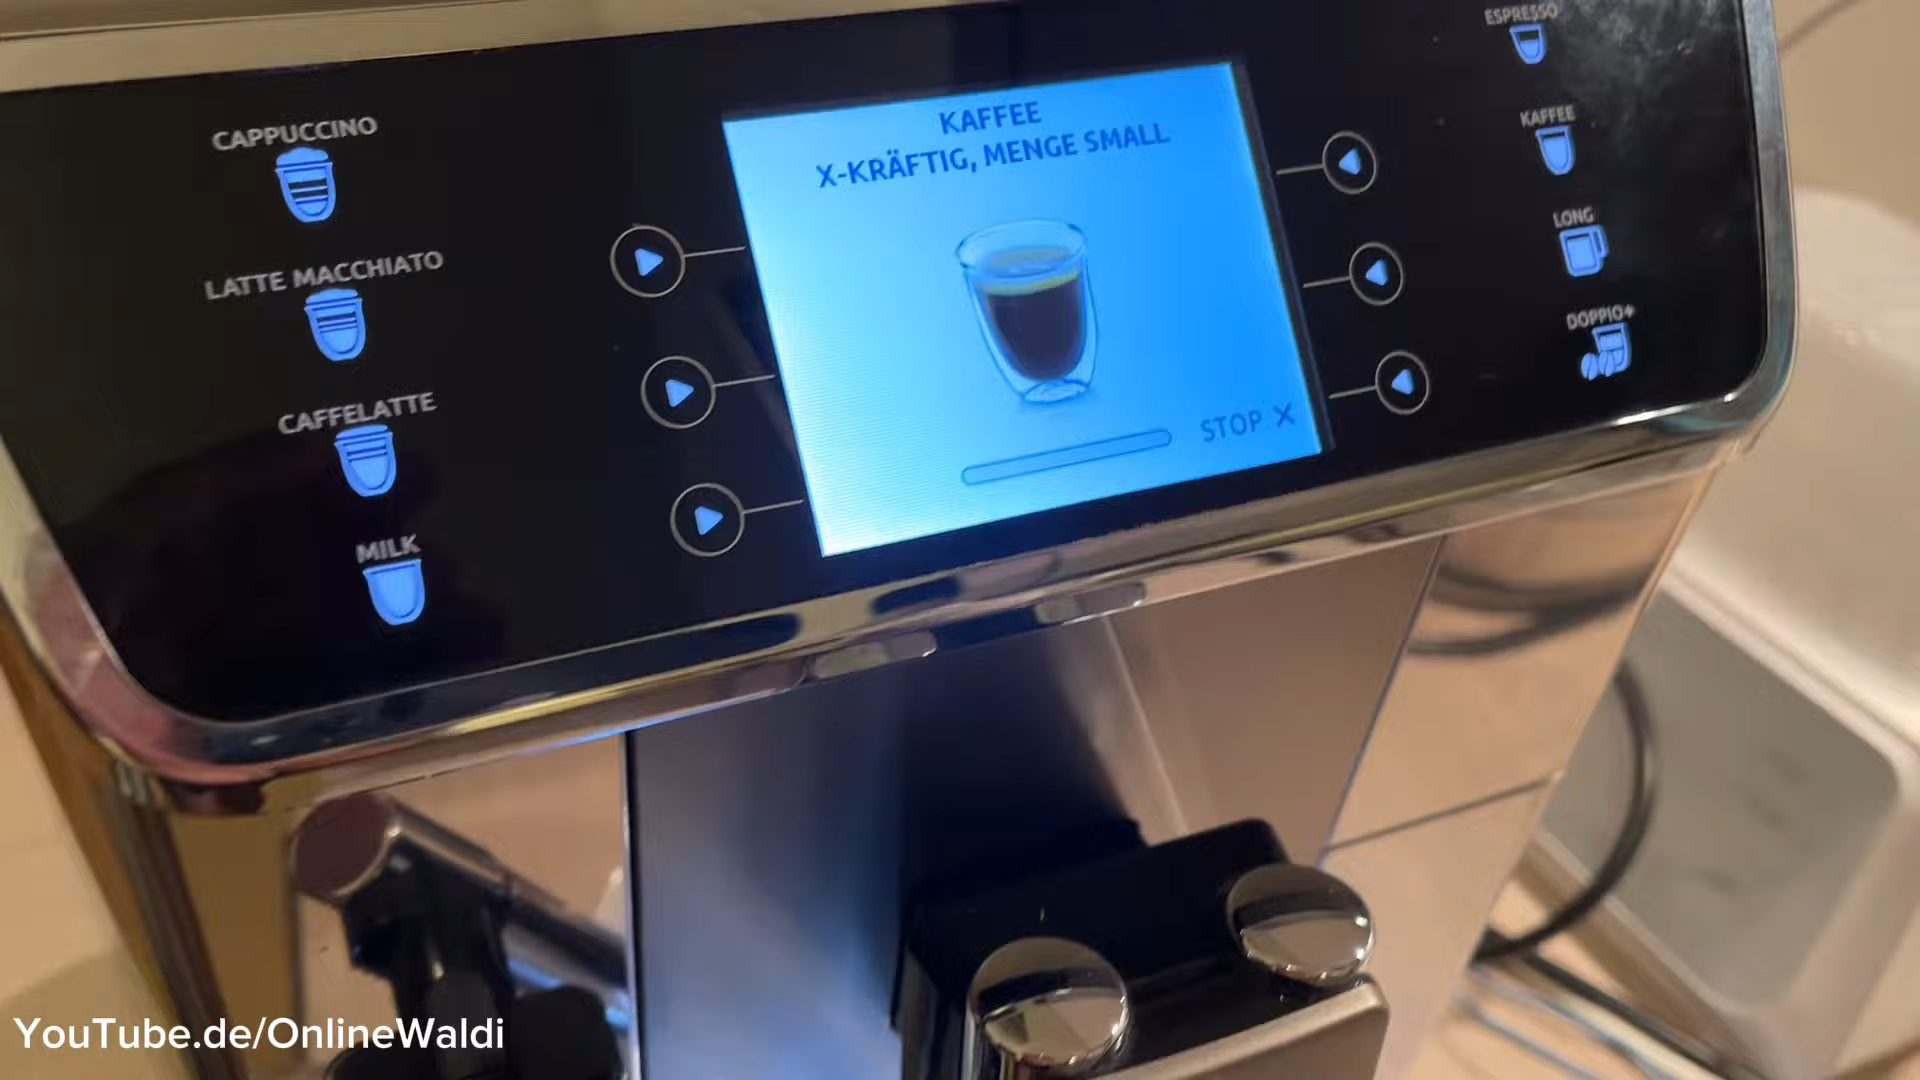 CAPPUCCINO
LATTE MACCHIATO
CAFFELATTE
MILK
KAFFEE
X-KRÄFTIG, MENGE SMALL
STOP X
ESPRESSO
KAFFEE
LONG
DOPPIO+
YouTube.de/OnlineWaldi